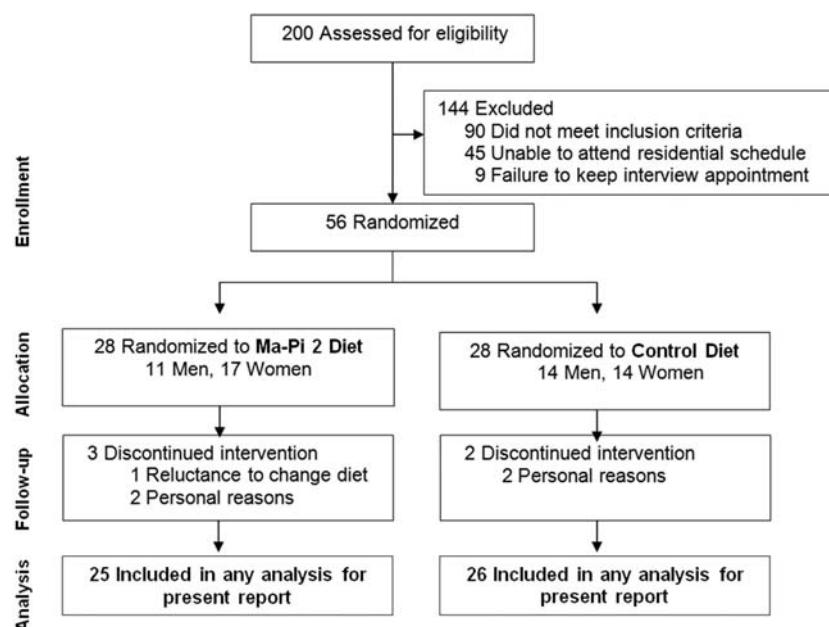 200 Assessed for eligibility
144 Excluded
90 Did not meet inclusion criteria
45 Unable to attend residential schedule
9 Failure to keep interview appointment
Enrollment
56 Randomized
Allocation
28 Randomized to Ma-Pi 2 Diet
11 Men, 17 Women
28 Randomized to Control Diet
14 Men, 14 Women
Follow-up
3 Discontinued intervention
1 Reluctance to change diet
2 Personal reasons
2 Discontinued intervention
2 Personal reasons
Analysis
25 Included in any analysis for
present report
26 Included in any analysis for
present report